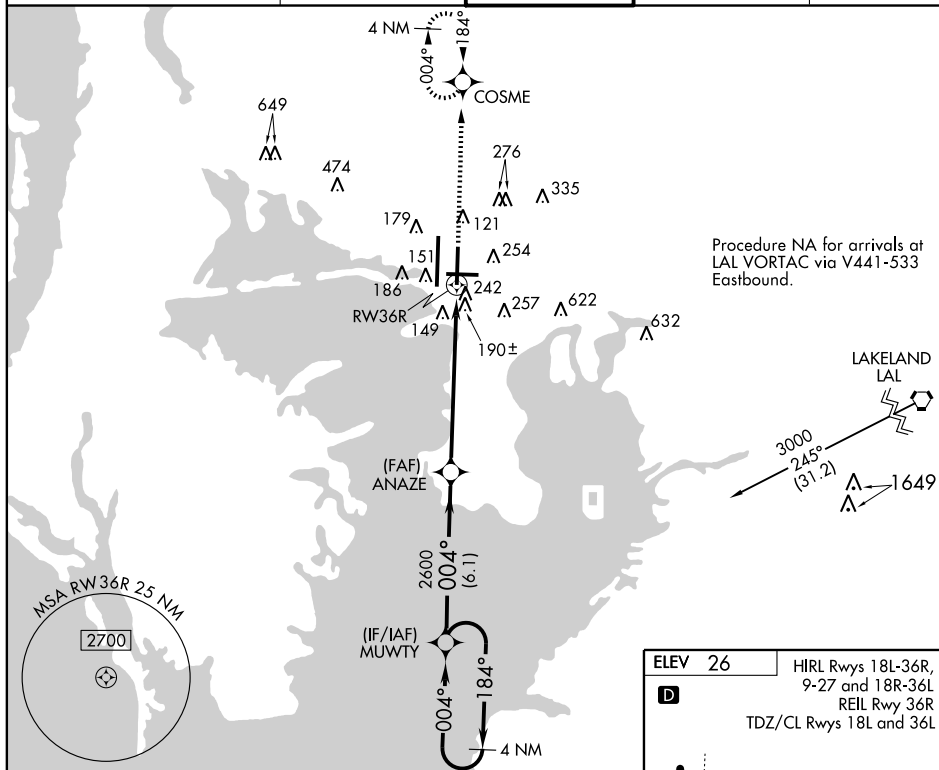 4 NM
184°
004°
COSME
649
474
276
335
179
121
151
254
186
242
RW36R
149
257
622
190±
632
Procedure NA for arrivals at
LAL VORTAC via V441-533
Eastbound.
LAKELAND
LAL
3000
245°
(31.2)
1649
(FAF)
ANAZE
2600
004°
(6.1)
MSA RW36R 25 NM
2700
(IF/IAF)
MUWTY
004°
184°
4 NM
ELEV 26
D
HIRL Rwys 18L-36R,
9-27 and 18R-36L
REIL Rwy 36R
TDZ/CL Rwys 18L and 36L